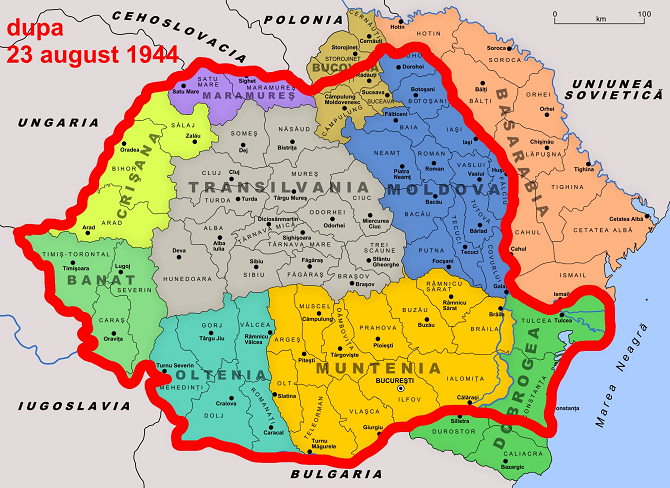 dupa
23 august 1944
CEHOSLOVACIA
POLONIA
UNGARIA
UNIUNEA
SOVIETICĂ
IUGOSLAVIA
BULGARIA
Marea Neagră
0 km 100
CERNĂUȚI
Cernăuți
Storojineț
STOROJINEȚ
BUCOVINA
Rădăuți
Suceava
SUCEAVA
Câmpulung
Moldovenesc
CÂMPULUNG
Hotin
HOTIN
Soroca
SOROCA
Bălți
BĂLȚI
Orhei
ORHEI
Chișinău
LĂPUȘNA
Tighina
TIGHINA
BASARABIA
Cetatea Albă
CETATEA ALBĂ
CAHUL
Cahul
ISMAIL
Ismail
SATU
MARE
Satu Mare
Sighet
MARAMUREȘ
MARAMUREȘ
SĂLAJ
Zalău
Oradea
BIHOR
CRIȘANA
ARAD
Arad
TIMIȘ-TORONTAL
Timișoara
Lugoj
BANAT
SEVERIN
CARAȘ
Oravița
SOMEȘ
Dej
NĂSĂUD
Bistrița
CLUJ
Cluj
MUREȘ
TRANSILVANIA
TURDA
Turda
Târgu Mureș
CIUC
Miercurea
Ciuc
ODORHEI
Odorhei
Diciosânmartin
TÂRNAVA MICĂ
Sighișoara
TÂRNAVA MARE
ALBA
Alba
Iulia
Deva
HUNEDOARA
Sibiu
SIBIU
Făgăraș
FĂGĂRAȘ
TREI
SCAUNE
Sfântu
Gheorghe
BRAȘOV
Brașov
Dorohoi
Botoșani
BOTOȘANI
Fălticeni
BAIA
IAȘI
Iași
NEAMȚ
Piatra
Neamț
ROMAN
Roman
VASLUI
Vaslui
MOLDOVA
FĂLCIU
BACĂU
Bacău
TUTOVA
Bârlad
TECUCI
Tecuci
COVURLUI
PUTNA
Focșani
RÂMNICU
SĂRAT
Râmnicu
Sărat
BRĂILA
Brăila
BUZĂU
Buzău
MUSCEL
Câmpulung
DÂMBOVIȚA
Târgoviște
PRAHOVA
Ploiești
ARGEȘ
Pitești
MUNTENIA
BUCUREȘTI
ILFOV
IALOMIȚA
Călărași
VLAȘCA
Giurgiu
TELEORMAN
Turnu
Măgurele
OLT
Slatina
GORJ
Târgu Jiu
VÂLCEA
Râmnicu
Vâlcea
Turnu Severin
OLTENIA
MEHEDINȚI
Craiova
DOLJ
ROMANAȚI
Caracal
TULCEA
Tulcea
DOBROGEA
CONSTANȚA
Constanța
Silistra
DUROSTOR
CALIACRA
Bazargic